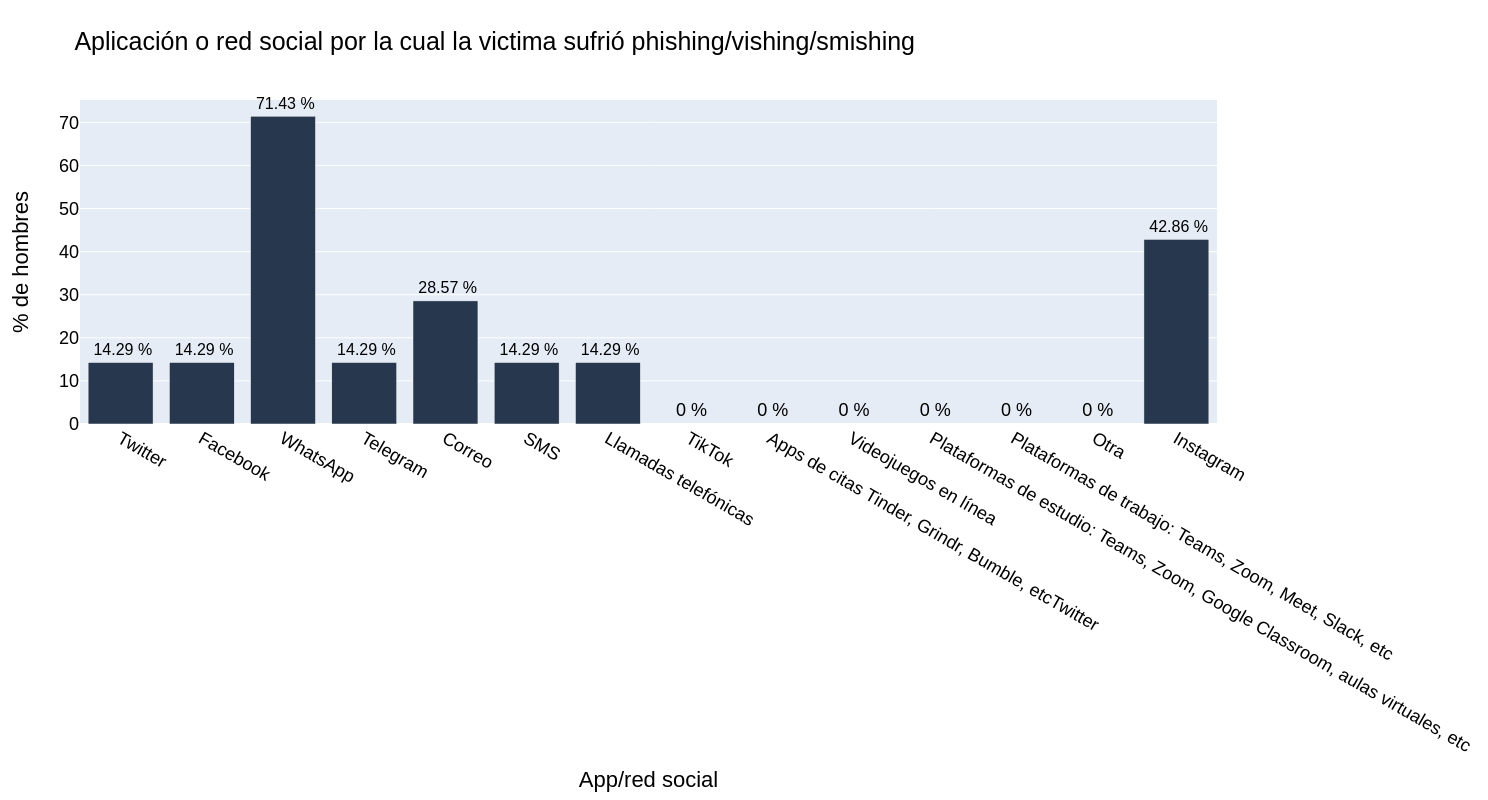 Aplicación o red social por la cual la victima sufrió phishing/vishing/smishing
% de hombres
70
60
50
40
30
20
10
0
14.29 %
14.29 %
71.43 %
14.29 %
28.57 %
14.29 %
14.29 %
0 %
0 %
0 %
0 %
0 %
0 %
42.86 %
Twitter
Facebook
WhatsApp
Telegram
Correo
SMS
Llamadas telefónicas
TikTok
Apps de citas Tinder, Grindr, Bumble, etcTwitter
Videojuegos en línea
Plataformas de estudio: Teams, Zoom, Google Classroom, aulas virtuales, etc
Plataformas de trabajo: Teams, Zoom, Meet, Slack, etc
Otra
Instagram
App/red social